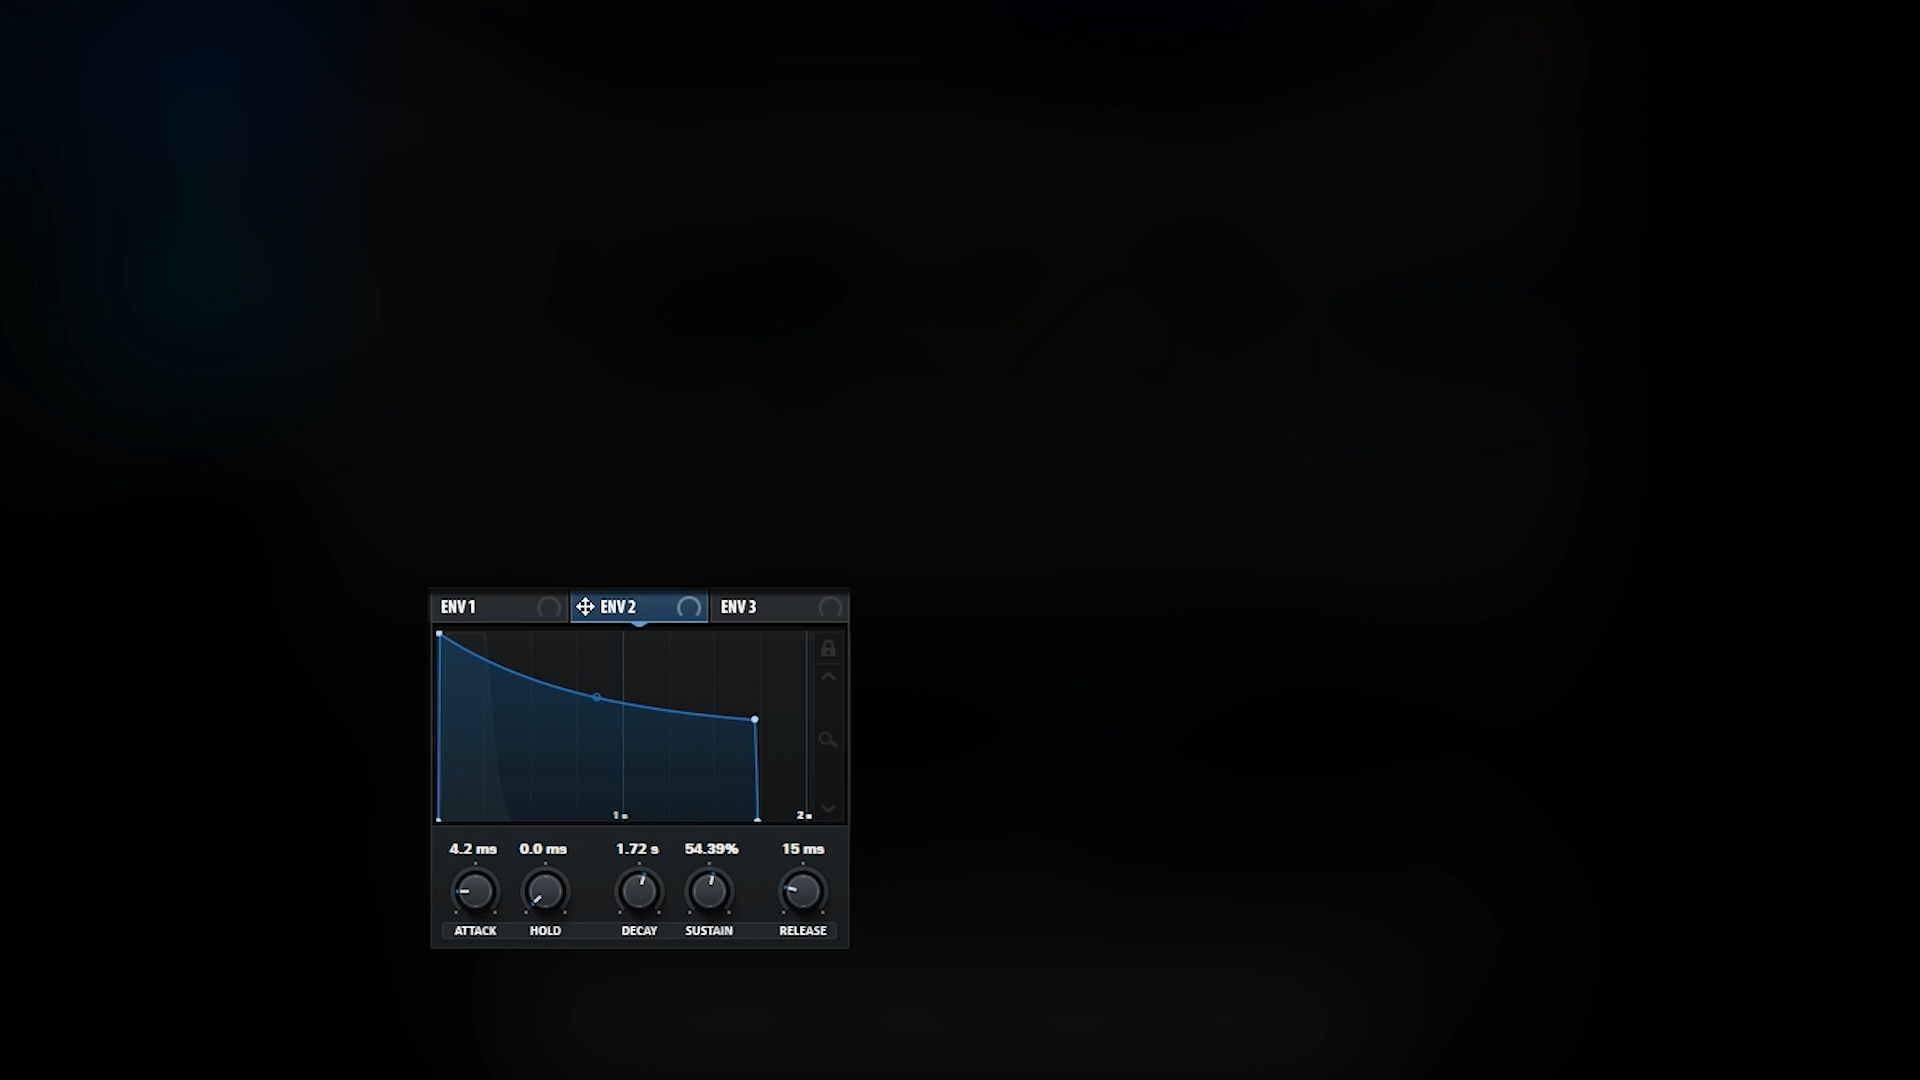 ENV 1 ENV 2 ENV 3
1 s 2 s
4.2 ms 0.0 ms 1.72 s 54.39% 15 ms
ATTACK HOLD DECAY SUSTAIN RELEASE